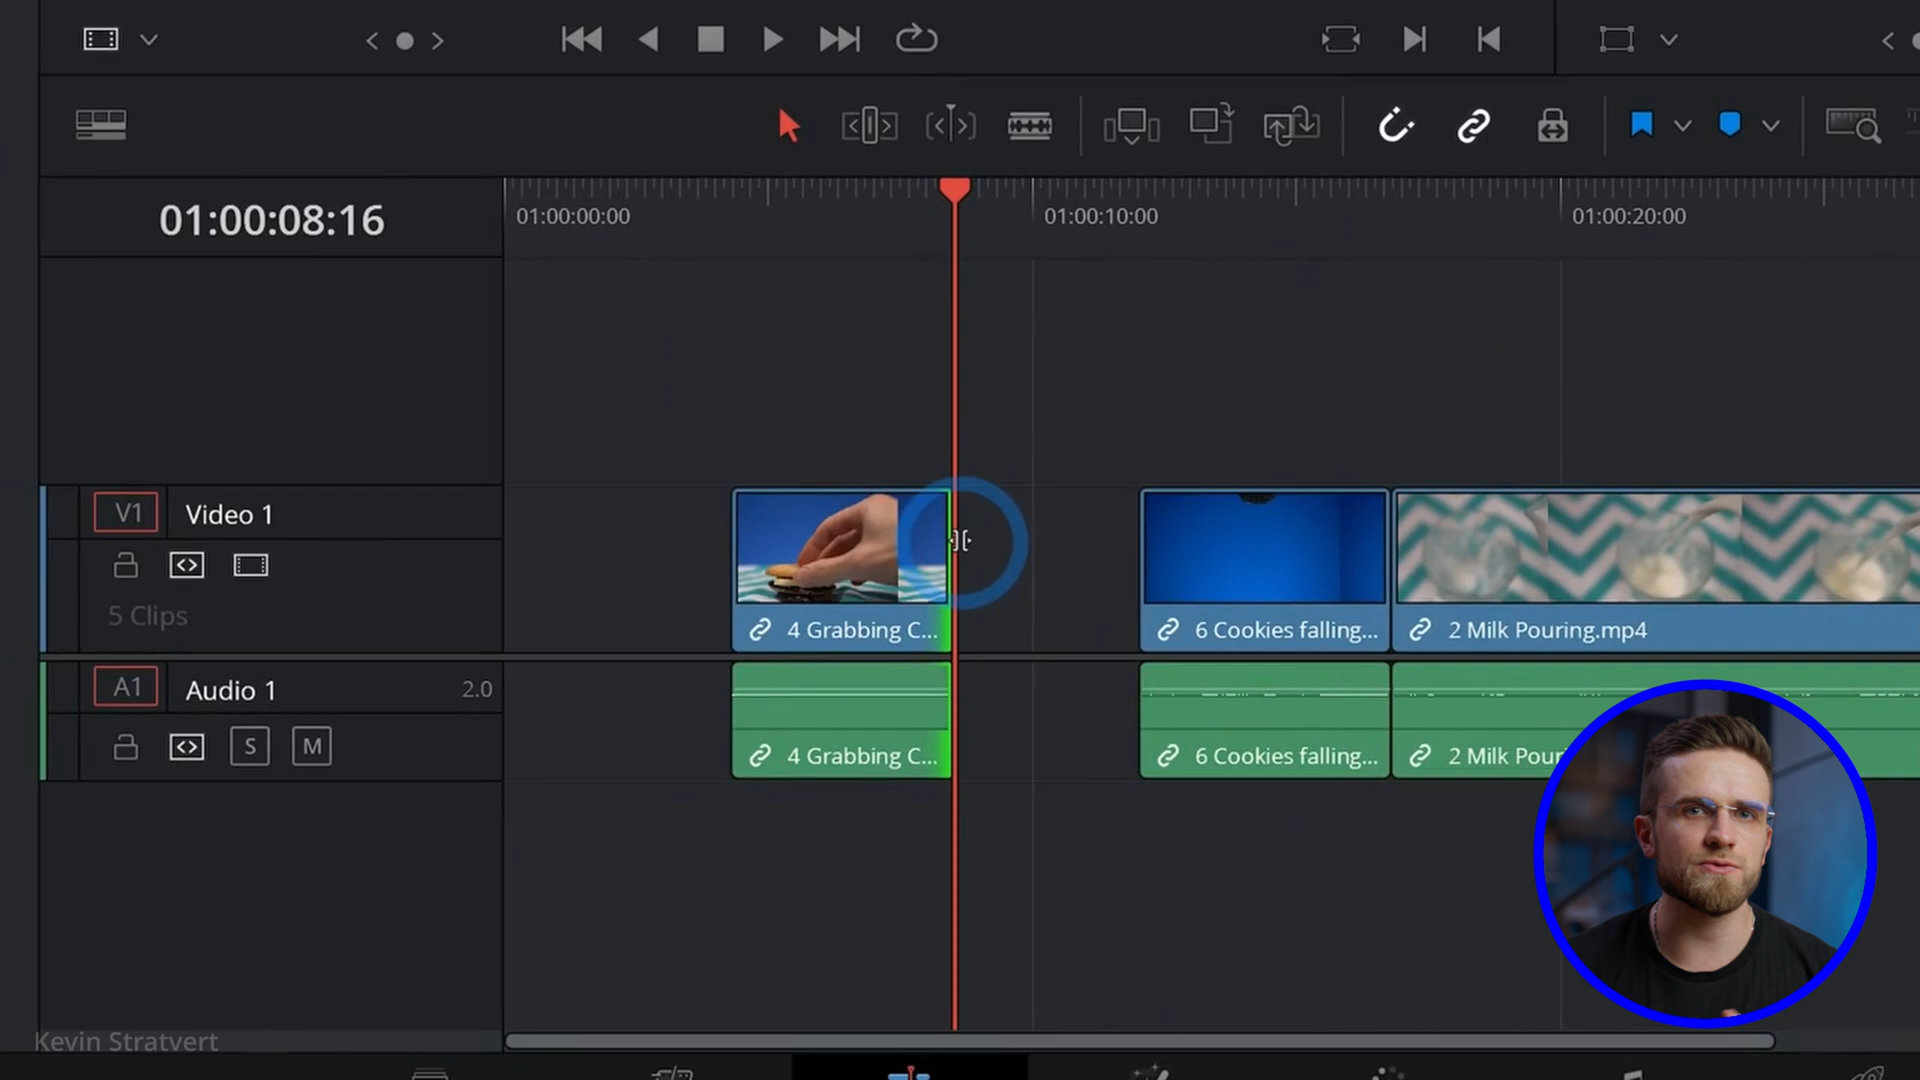 01:00:08:16
01:00:00:00
01:00:10:00
01:00:20:00
V1 Video 1
5 Clips
4 Grabbing C...
6 Cookies falling...
2 Milk Pouring.mp4
A1 Audio 1 2.0
S M
4 Grabbing C...
6 Cookies falling...
2 Milk Pour
Kevin Stratvert